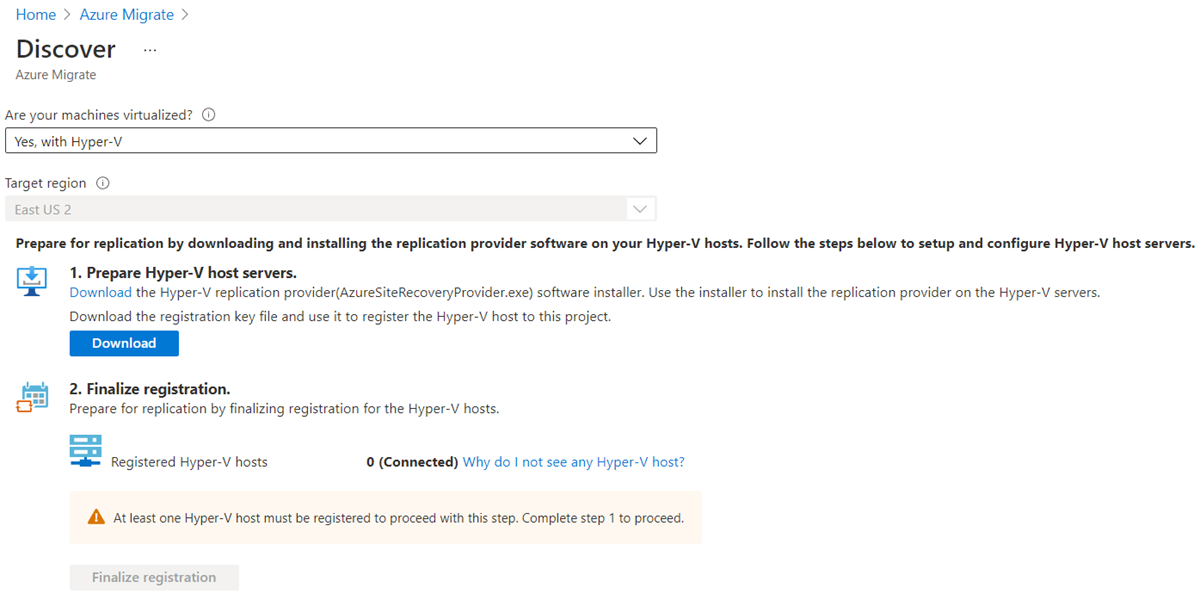 Home > Azure Migrate >
Discover ...
Azure Migrate
Are your machines virtualized?
Yes, with Hyper-V
Target region
East US 2
Prepare for replication by downloading and installing the replication provider software on your Hyper-V hosts. Follow the steps below to setup and configure Hyper-V host servers.
1. Prepare Hyper-V host servers.
Download the Hyper-V replication provider(AzureSiteRecoveryProvider.exe) software installer. Use the installer to install the replication provider on the Hyper-V servers.
Download the registration key file and use it to register the Hyper-V host to this project.
Download
2. Finalize registration.
Prepare for replication by finalizing registration for the Hyper-V hosts.
Registered Hyper-V hosts 0 (Connected) Why do I not see any Hyper-V host?
At least one Hyper-V host must be registered to proceed with this step. Complete step 1 to proceed.
Finalize registration